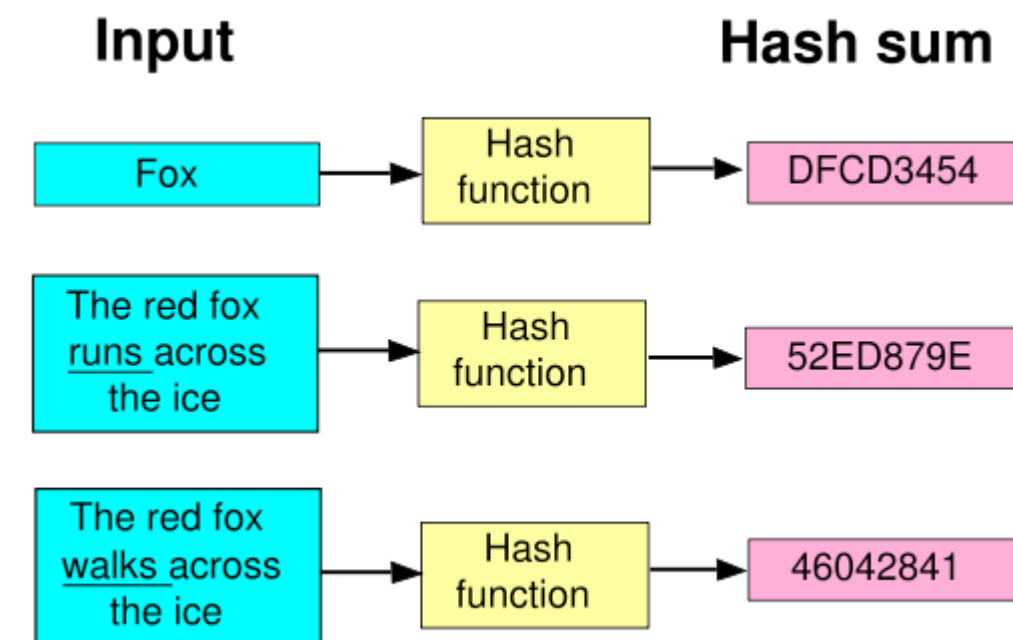 Input
Hash sum
Fox
Hash
function
DFCD3454
The red fox
runs across
the ice
Hash
function
52ED879E
The red fox
walks across
the ice
Hash
function
46042841